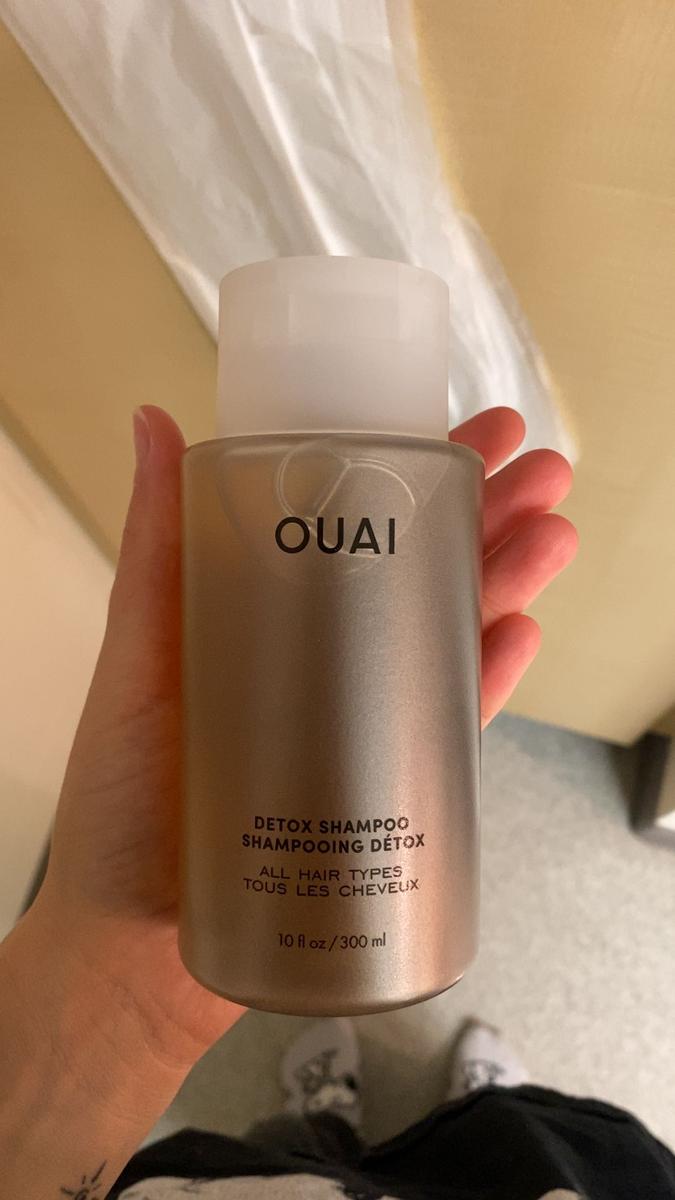 OUAI
DETOX SHAMPOO
SHAMPOOING DÉTOX
ALL HAIR TYPES
TOUS LES CHEVEUX
10 fl oz / 300 ml